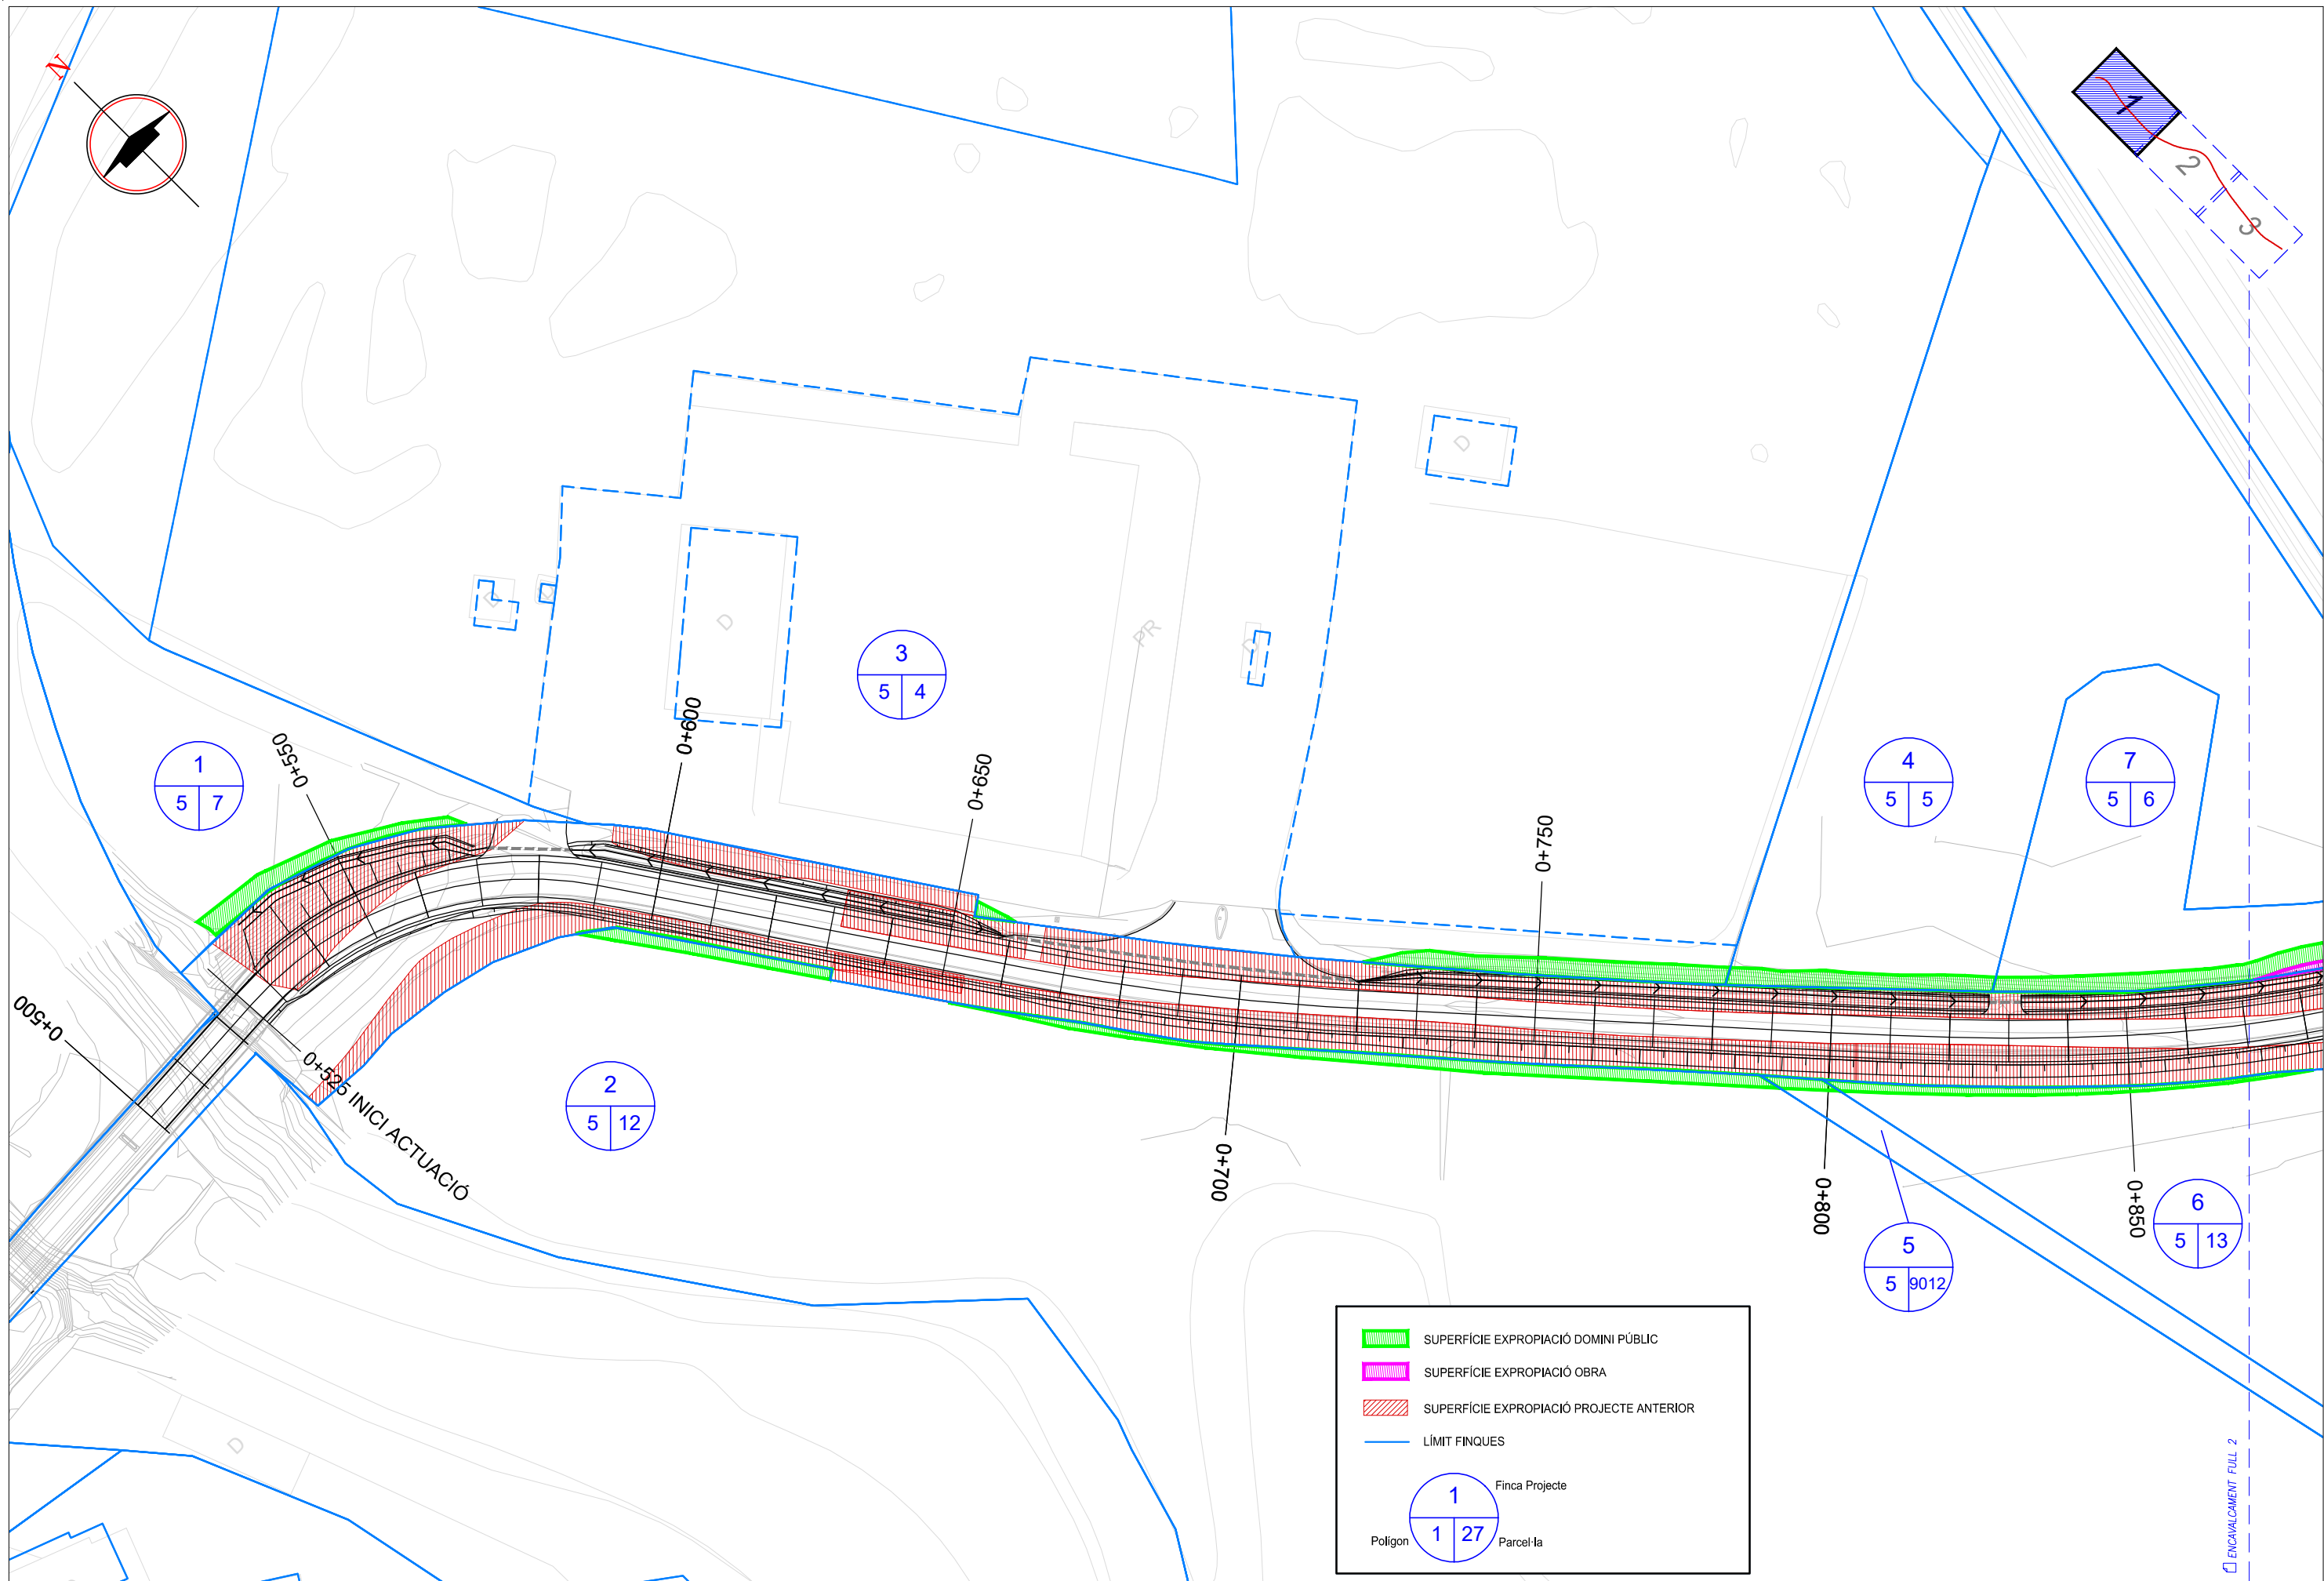 N
1
2
3
D
D
D
D
PR
D
3
5 4
0+600
0+550
0+650
1
5 7
4
5 5
7
5 6
0+750
0+500
0+525 INICI ACTUACIÓ
2
5 12
0+700
0+800
0+850
6
5 13
5
5 9012
D
SUPERFÍCIE EXPROPIACIÓ DOMINI PÚBLIC
SUPERFÍCIE EXPROPIACIÓ OBRA
SUPERFÍCIE EXPROPIACIÓ PROJECTE ANTERIOR
LÍMIT FINQUES
Finca Projecte
1
Polígon 1 27 Parcel·la
ENCAVALCAMENT FULL 2